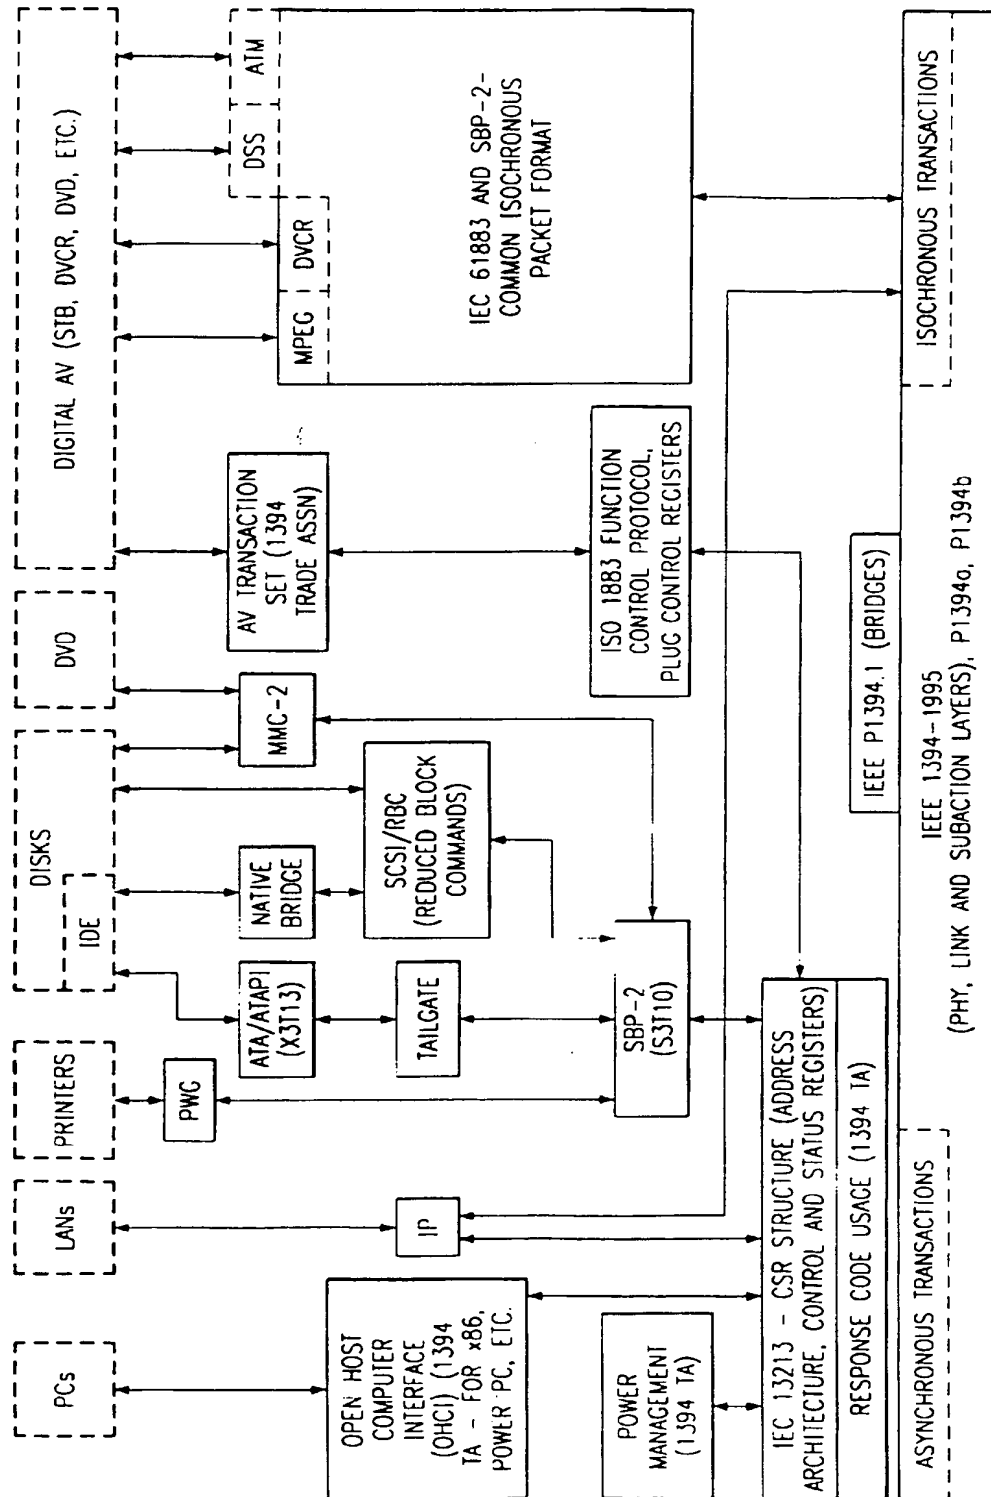 PCs
LANs
PRINTERS
DISKS
IDE
DVD
DIGITAL AV (STB, DVCR, DVD, ETC.)
PWG
ATA/ATAPI
(X3T13)
NATIVE
BRIDGE
MMC-2
AV TRANSACTION
SET (1394
TRADE ASSN)
MPEG
DVCR
DSS
ATM
OPEN HOST
COMPUTER
INTERFACE
(OHCI) (1394
TA - FOR x86,
POWER PC, ETC.
IP
TAILGATE
SCSI/RBC
(REDUCED BLOCK
COMMANDS)
IEC 61883 AND SBP-2-
COMMON ISOCHRONOUS
PACKET FORMAT
POWER
MANAGEMENT
(1394 TA)
SBP-2
(S3T10)
ISO 1883 FUNCTION
CONTROL PROTOCOL,
PLUG CONTROL REGISTERS
IEC 13213 - CSR STRUCTURE (ADDRESS
ARCHITECTURE, CONTROL AND STATUS REGISTERS)
RESPONSE CODE USAGE (1394 TA)
IEEE P1394.1 (BRIDGES)
ASYNCHRONOUS TRANSACTIONS
IEEE 1394-1995
(PHY, LINK AND SUBACTION LAYERS), P1394a, P1394b
ISOCHRONOUS TRANSACTIONS